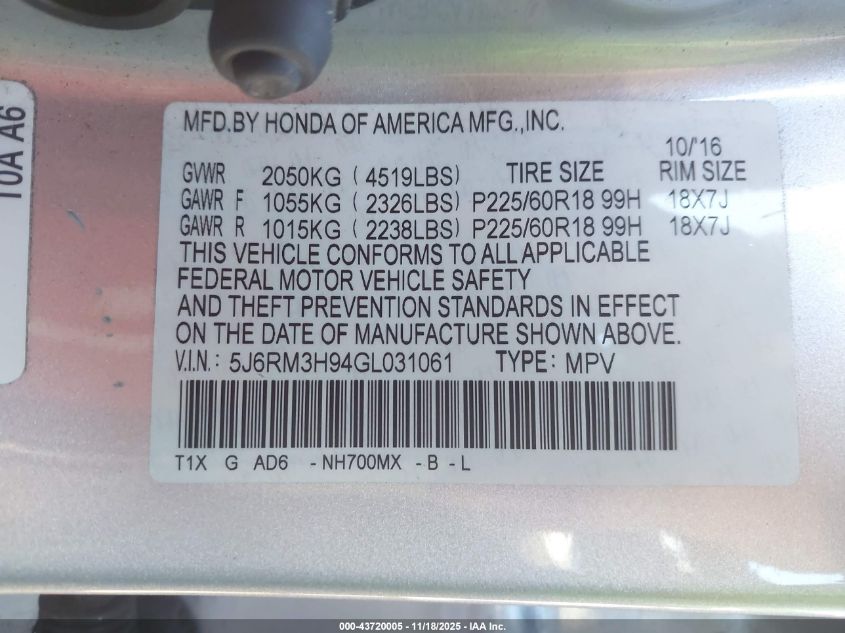 10A A6
MFD.BY HONDA OF AMERICA MFG.,INC.
10/'16
GVWR 2050KG ( 4519LBS) TIRE SIZE RIM SIZE
GAWR F 1055KG ( 2326LBS) P225/60R18 99H 18X7J
GAWR R 1015KG ( 2238LBS) P225/60R18 99H 18X7J
THIS VEHICLE CONFORMS TO ALL APPLICABLE
FEDERAL MOTOR VEHICLE SAFETY
AND THEFT PREVENTION STANDARDS IN EFFECT
ON THE DATE OF MANUFACTURE SHOWN ABOVE.
V.I.N.: 5J6RM3H94GL031061 TYPE: MPV
T1X G AD6 -NH700MX -B -L
000-43720005 - 11/18/2025 - IAA Inc.